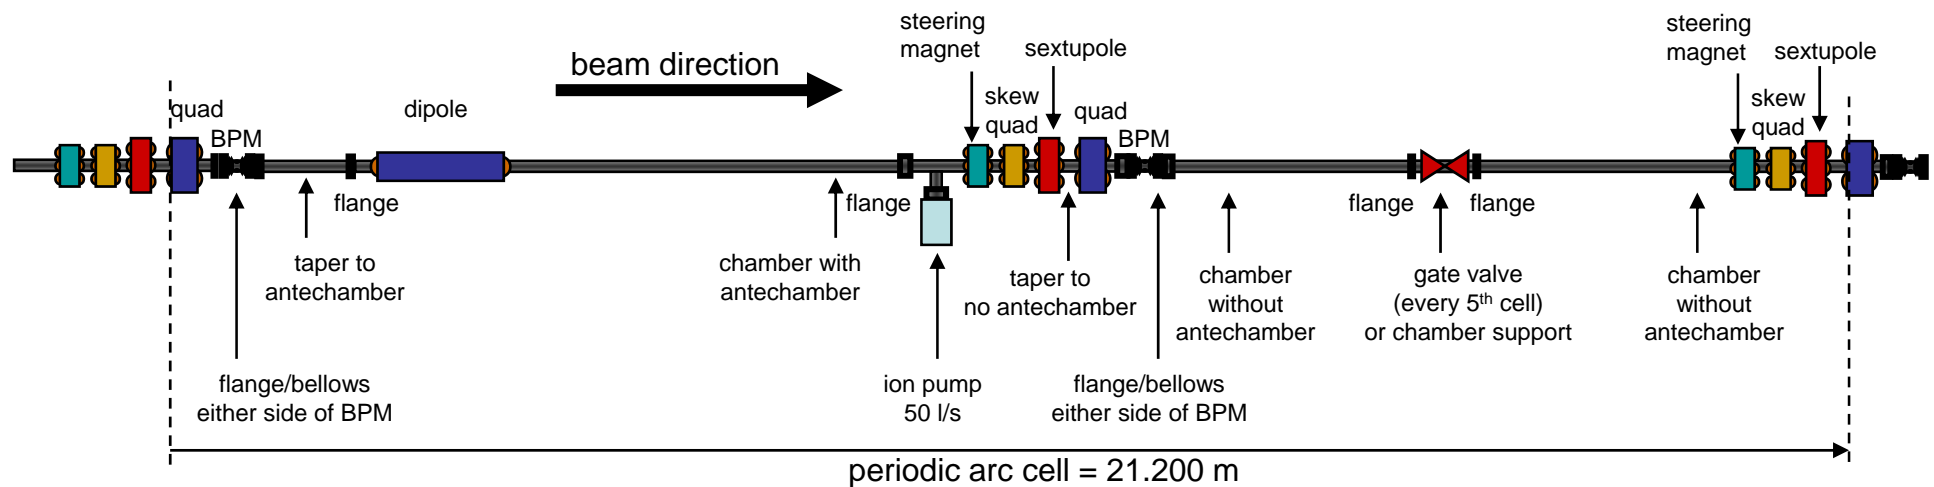 steering
magnet
sextupole
steering
magnet
sextupole
beam direction
quad
dipole
skew
quad
quad
skew
quad
BPM
BPM
flange
flange
flange
flange
taper to
antechamber
chamber with
antechamber
taper to
no antechamber
chamber
without
antechamber
gate valve
(every 5th cell)
or chamber support
chamber
without
antechamber
flange/bellows
either side of BPM
ion pump
50 l/s
flange/bellows
either side of BPM
periodic arc cell = 21.200 m